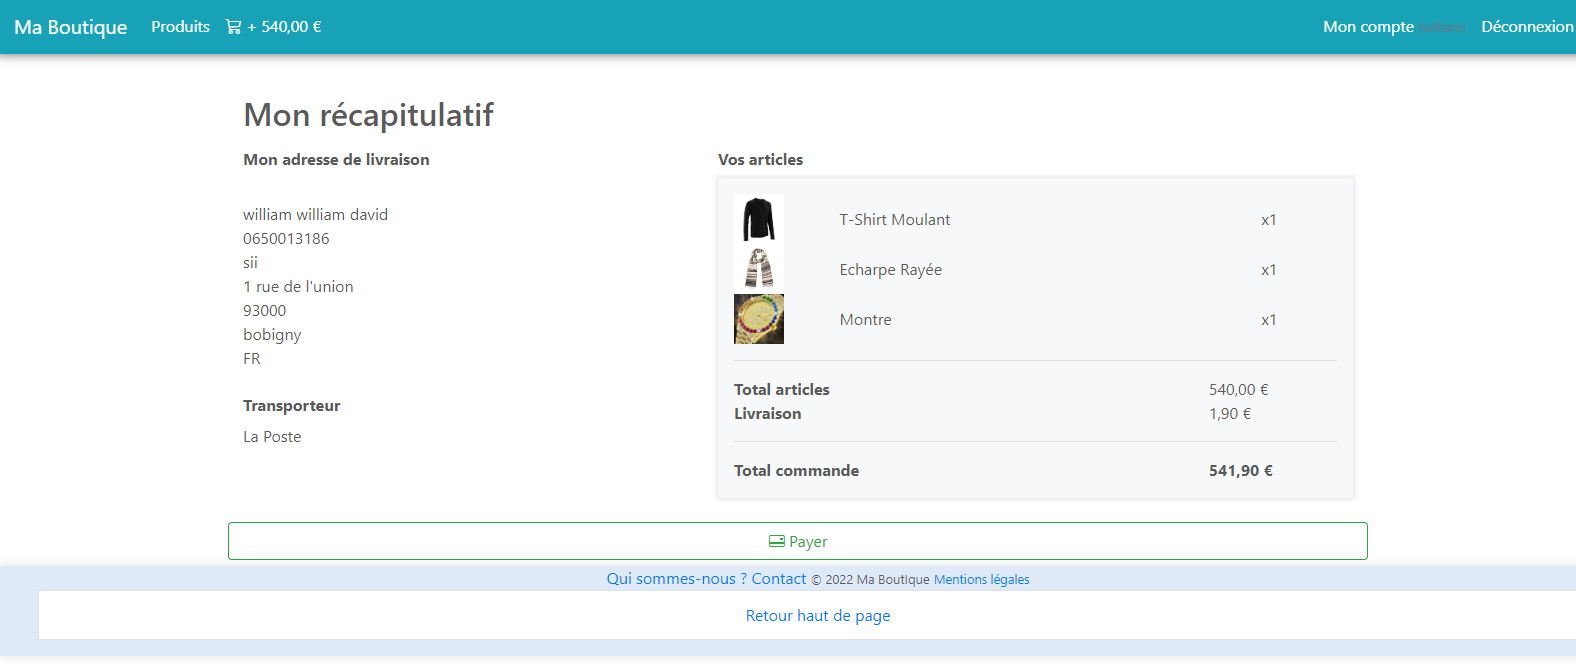 Ma Boutique Produits + 540,00 € Mon compte Déconnexion
Mon récapitulatif
Mon adresse de livraison
william william david
0650013186
sii
1 rue de l'union
93000
bobigny
FR
Transporteur
La Poste
Vos articles
T-Shirt Moulant x1
Echarpe Rayée x1
Montre x1
Total articles 540,00 €
Livraison 1,90 €
Total commande 541,90 €
Payer
Qui sommes-nous ? Contact © 2022 Ma Boutique Mentions légales
Retour haut de page